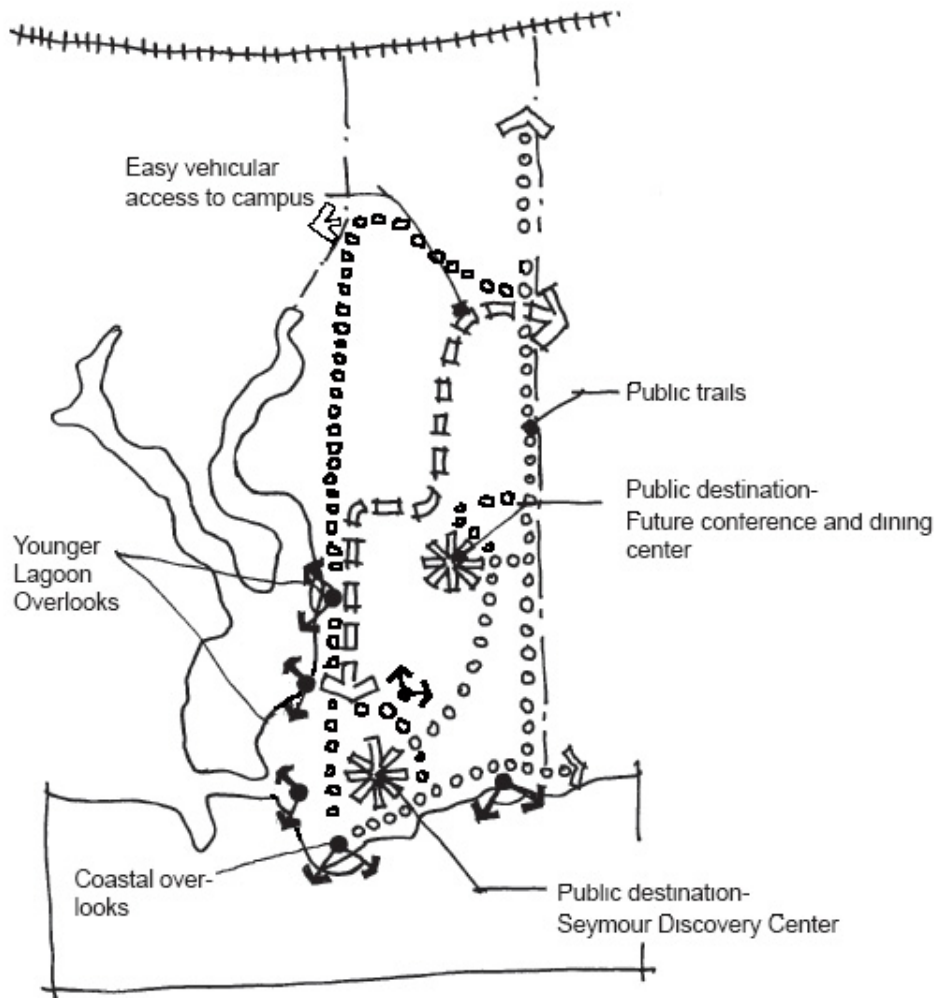 Easy vehicular
access to campus
Public trails
Public destination-
Future conference and dining
center
Younger
Lagoon
Overlooks
Coastal over-
looks
Public destination-
Seymour Discovery Center